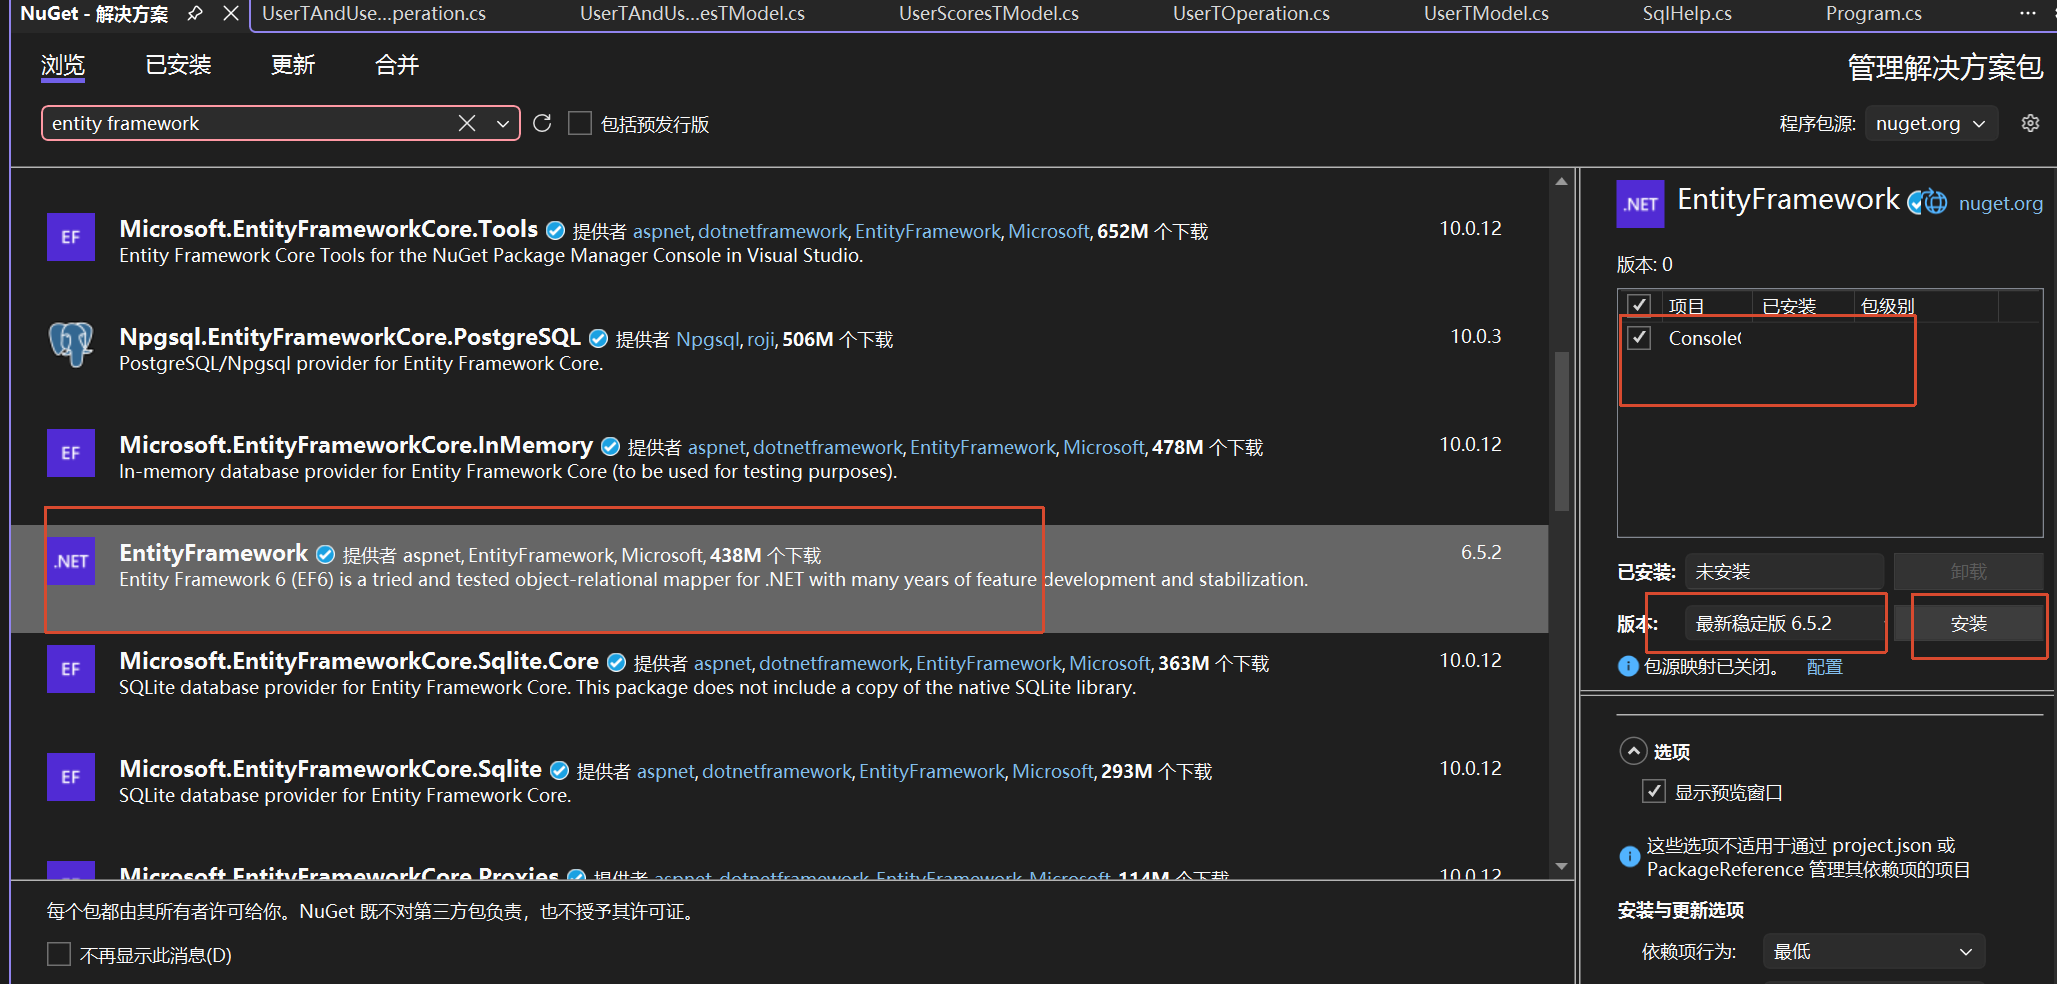 NuGet - 解决方案
UserTAndUse...peration.cs
UserTAndUs...esTModel.cs
UserScoresTModel.cs
UserTOperation.cs
UserTModel.cs
SqlHelp.cs
Program.cs
浏览 已安装 更新 合并
管理解决方案包
entity framework
包括预发行版
程序包源: nuget.org
Microsoft.EntityFrameworkCore.Tools 提供者 aspnet, dotnetframework, EntityFramework, Microsoft, 652M 个下载 10.0.12
Entity Framework Core Tools for the NuGet Package Manager Console in Visual Studio.
EF
Npgsql.EntityFrameworkCore.PostgreSQL 提供者 Npgsql, roji, 506M 个下载 10.0.3
PostgreSQL/Npgsql provider for Entity Framework Core.
Microsoft.EntityFrameworkCore.InMemory 提供者 aspnet, dotnetframework, EntityFramework, Microsoft, 478M 个下载 10.0.12
EF
In-memory database provider for Entity Framework Core (to be used for testing purposes).
EntityFramework 提供者 aspnet, EntityFramework, Microsoft, 438M 个下载 6.5.2
.NET
Entity Framework 6 (EF6) is a tried and tested object-relational mapper for .NET with many years of feature development and stabilization.
Microsoft.EntityFrameworkCore.Sqlite.Core 提供者 aspnet, dotnetframework, EntityFramework, Microsoft, 363M 个下载 10.0.12
EF
SQLite database provider for Entity Framework Core. This package does not include a copy of the native SQLite library.
Microsoft.EntityFrameworkCore.Sqlite 提供者 aspnet, dotnetframework, EntityFramework, Microsoft, 293M 个下载 10.0.12
EF
SQLite database provider for Entity Framework Core.
Microsoft.EntityFrameworkCore.Proxies 提供者 aspnet, dotnetframework, EntityFramework, Microsoft, 114M 个下载 10.0.12
每个包都由其所有者许可给你。NuGet 既不对第三方包负责，也不授予其许可证。
不再显示此消息(D)
.NET
EntityFramework nuget.org
版本: 0
项目 已安装 包级别
Console
已安装: 未安装 卸载
版本: 最新稳定版 6.5.2 安装
包源映射已关闭。 配置
选项
显示预览窗口
这些选项不适用于通过 project.json 或
PackageReference 管理其依赖项的项目
安装与更新选项
依赖项行为: 最低